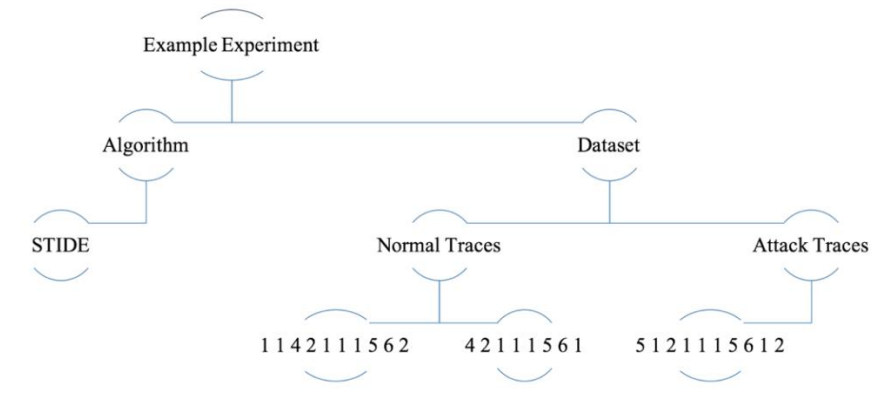 Example Experiment
Algorithm
Dataset
STIDE
Normal Traces
Attack Traces
1 1 4 2 1 1 1 5 6 2
4 2 1 1 1 5 6 1
5 1 2 1 1 1 5 6 1 2